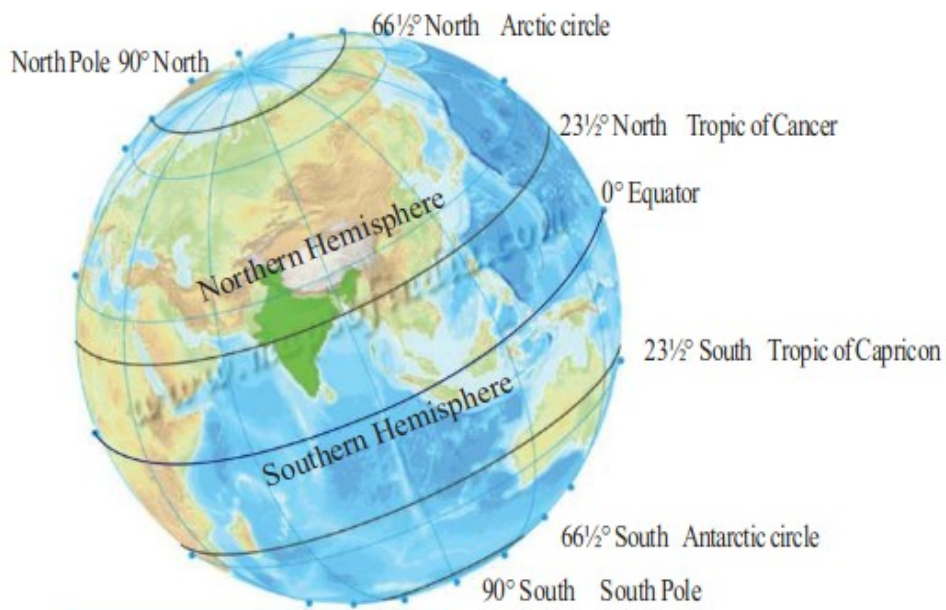 66½° North Arctic circle
North Pole 90° North
23½° North Tropic of Cancer
0° Equator
Northern Hemisphere
23½° South Tropic of Capricon
Southern Hemisphere
66½° South Antarctic circle
90° South South Pole